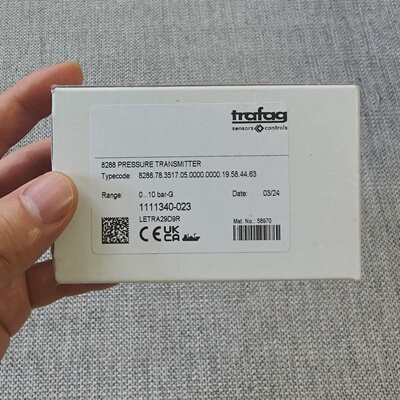 trafag
sensors controls
8288 PRESSURE TRANSMITTER
Typecode: 8288.78.3517.05.0000.0000.19.58.44.63
Range: 0...10 bar-G Date: 03/24
1111340-023
LETRA29D9R
Mat. No.: 58970
CE UK CA